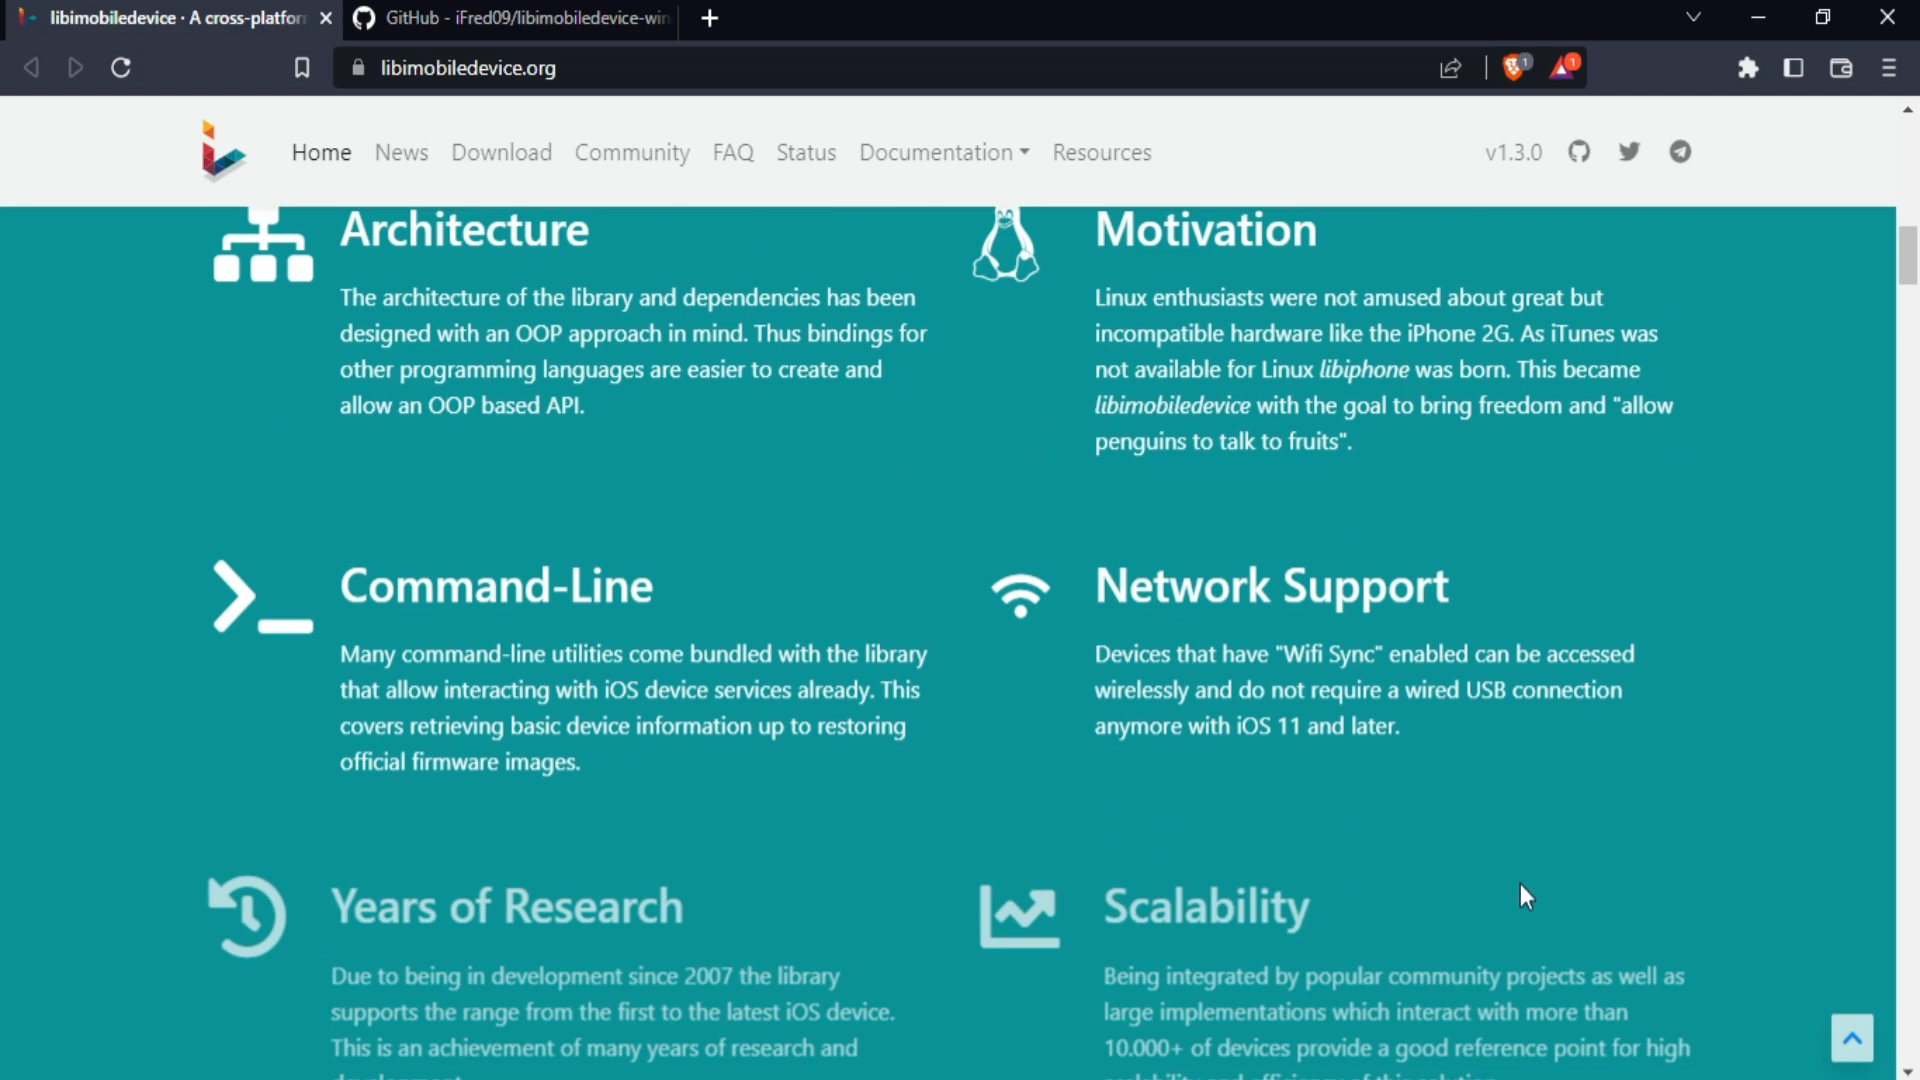 libimobiledevice · A cross-platfor
GitHub - iFred09/libimobiledevice-win
libimobiledevice.org
1
1
Home News Download Community FAQ Status Documentation Resources v1.3.0
Architecture
The architecture of the library and dependencies has been
designed with an OOP approach in mind. Thus bindings for
other programming languages are easier to create and
allow an OOP based API.
Motivation
Linux enthusiasts were not amused about great but
incompatible hardware like the iPhone 2G. As iTunes was
not available for Linux libiphone was born. This became
libimobiledevice with the goal to bring freedom and "allow
penguins to talk to fruits".
Command-Line
Many command-line utilities come bundled with the library
that allow interacting with iOS device services already. This
covers retrieving basic device information up to restoring
official firmware images.
Network Support
Devices that have "Wifi Sync" enabled can be accessed
wirelessly and do not require a wired USB connection
anymore with iOS 11 and later.
Years of Research
Due to being in development since 2007 the library
supports the range from the first to the latest iOS device.
This is an achievement of many years of research and
Scalability
Being integrated by popular community projects as well as
large implementations which interact with more than
10.000+ of devices provide a good reference point for high